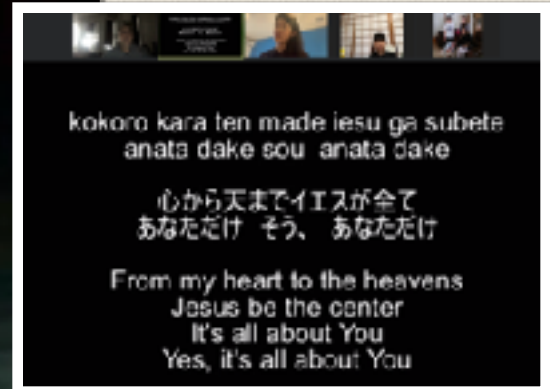 kokoro kara ten made iesu ga subete
anata dake sou anata dake
心から天までイエスが全て
あなただけ そう、 あなただけ
From my heart to the heavens
Jesus be the center
It's all about You
Yes, it's all about You